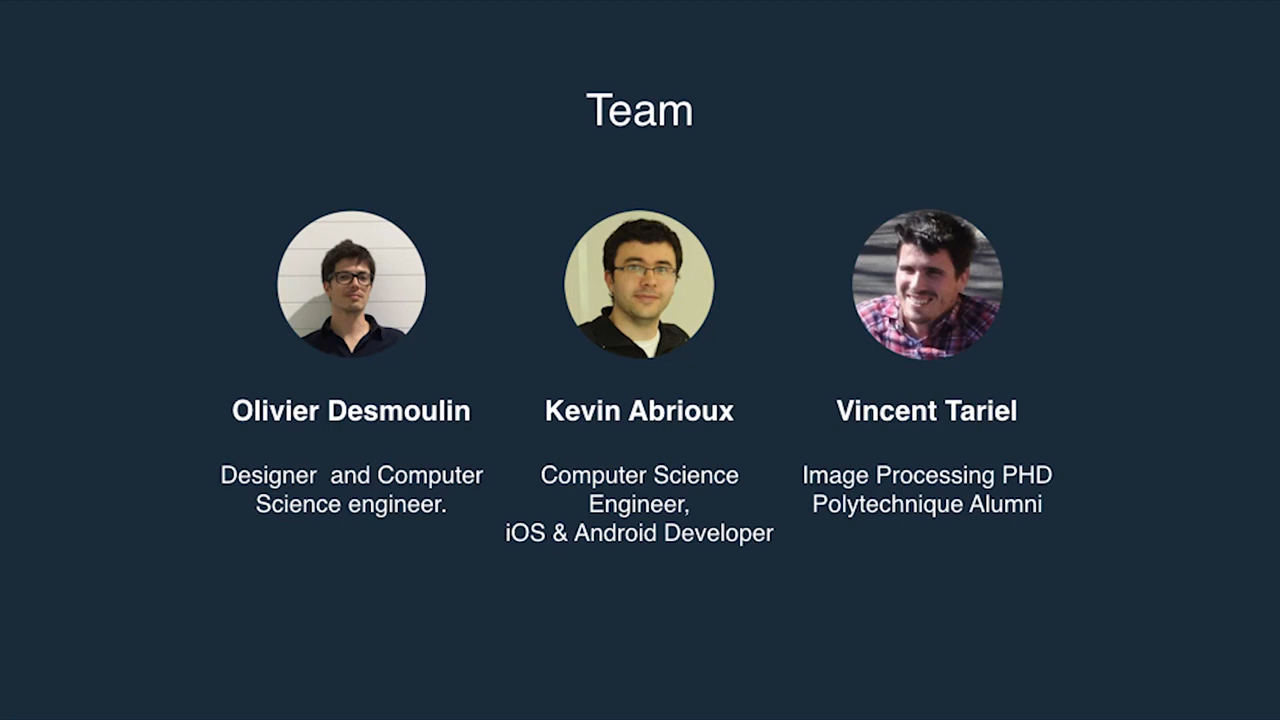 Team
Olivier Desmoulin
Designer  and Computer
Science engineer.
Kevin Abrioux
Computer Science
Engineer,
iOS & Android Developer
Vincent Tariel
Image Processing PHD
Polytechnique Alumni